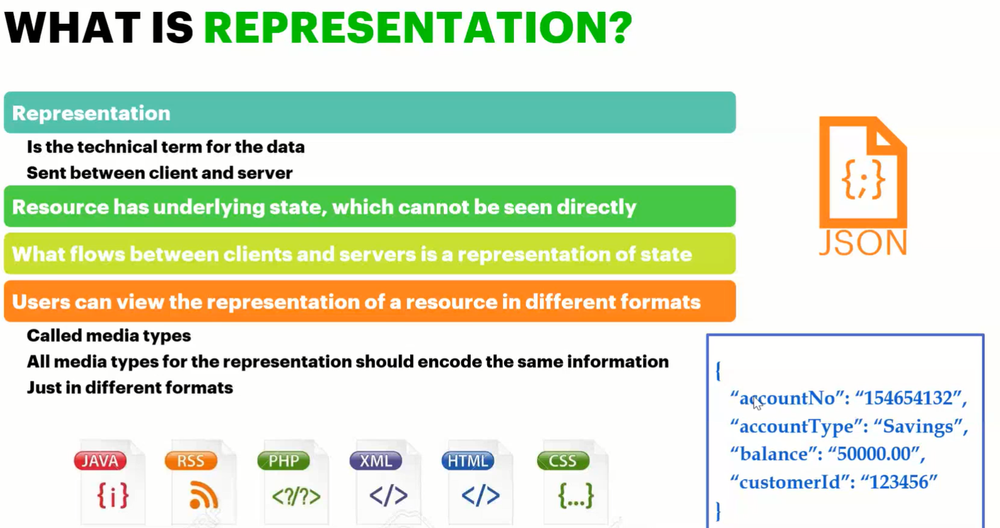 WHAT IS REPRESENTATION?
Representation
Is the technical term for the data
Sent between client and server
Resource has underlying state, which cannot be seen directly
What flows between clients and servers is a representation of state
Users can view the representation of a resource in different formats
Called media types
All media types for the representation should encode the same information
Just in different formats
{;}
JSON
{
“accountNo”: “154654132”,
“accountType”: “Savings”,
“balance”: “50000.00”,
“customerId”: “123456”
}
JAVA
{i}
RSS
PHP
<?/?>
XML
</>
HTML
</>
CSS
{...}